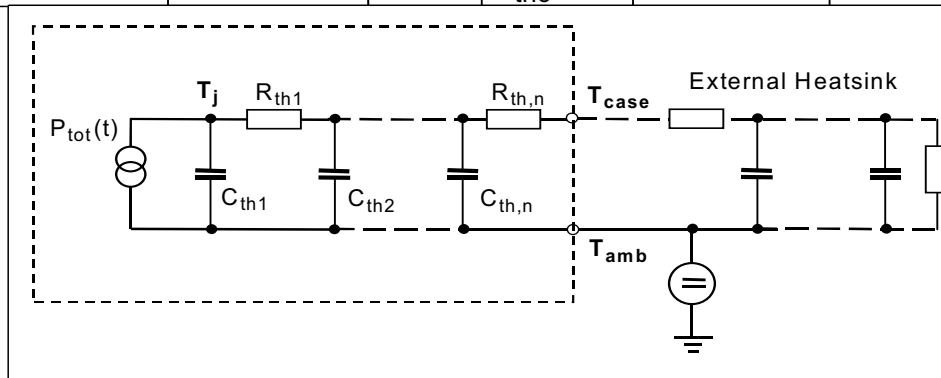 External Heatsink
T_j R_th1 R_th,n T_case
P_tot(t)
C_th1 C_th2 C_th,n
T_amb